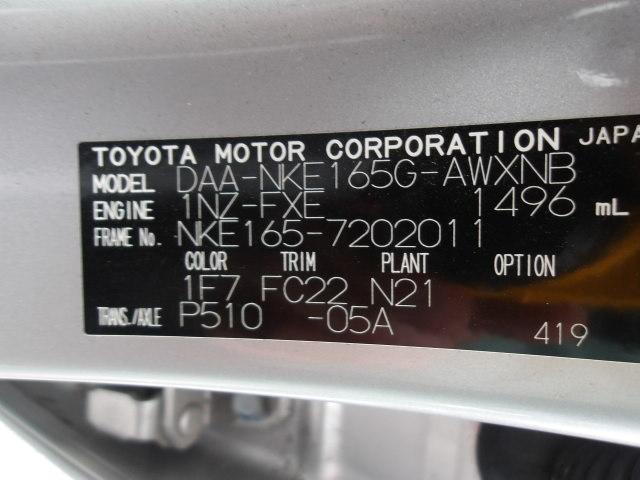 TOYOTA MOTOR CORPORATION JAPA
MODEL DAA-NKE165G-AWXNB
ENGINE 1NZ-FXE 1496 mL
FRAME No. NKE165-7202011
COLOR TRIM PLANT OPTION
1F7 FC22 N21
TRANS./AXLE P510 -05A
419